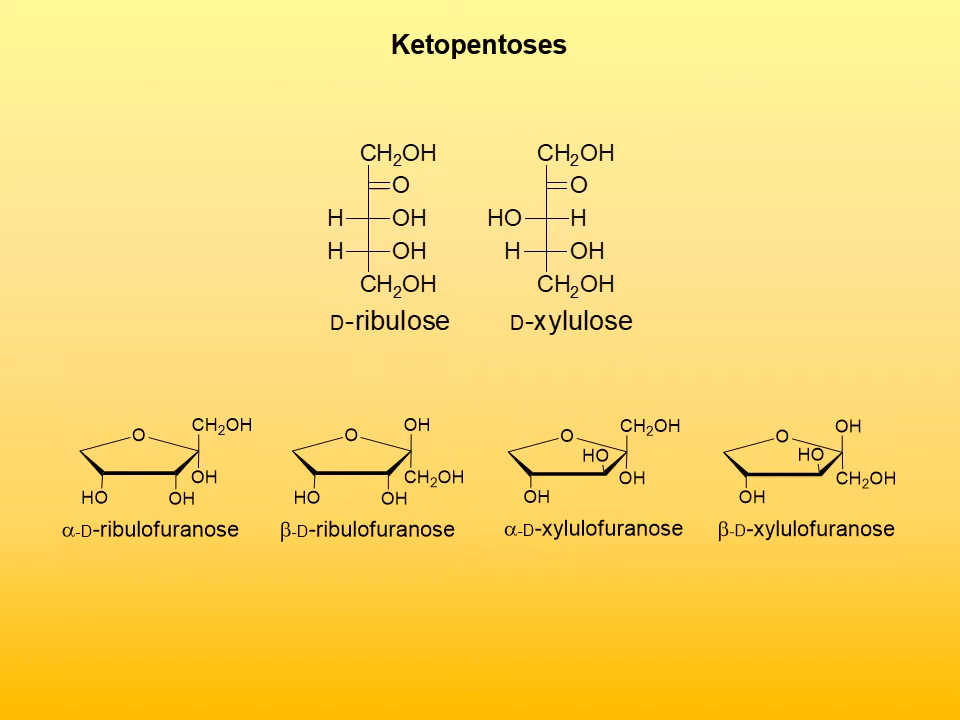 Ketopentoses
CH2OH CH2OH
O O
H OH HO H
H OH H OH
CH2OH CH2OH
D-ribulose D-xylulose
O CH2OH O OH O CH2OH O OH
HO HO
OH CH2OH OH CH2OH
HO OH HO OH OH OH
α-D-ribulofuranose β-D-ribulofuranose α-D-xylulofuranose β-D-xylulofuranose